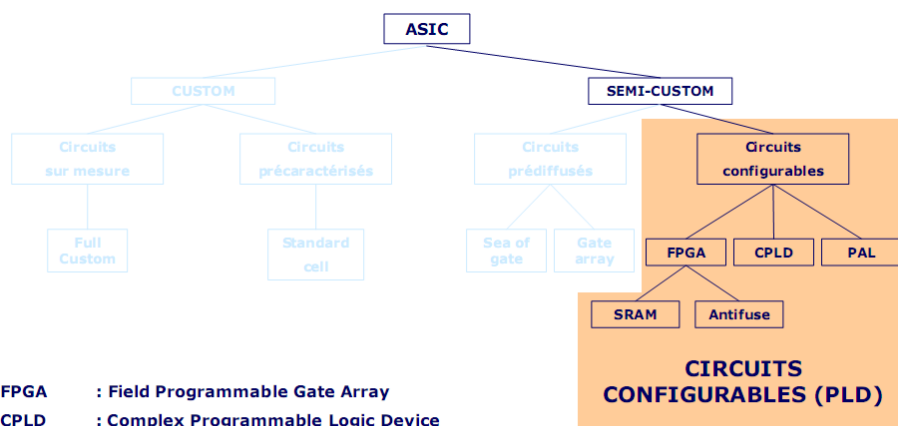 ASIC
CUSTOM
SEMI-CUSTOM
Circuits
sur mesure
Circuits
précaractérisés
Circuits
prédiffusés
Circuits
configurables
Full
Custom
Standard
cell
Sea of
gate
Gate
array
FPGA
CPLD
PAL
SRAM
Antifuse
CIRCUITS
CONFIGURABLES (PLD)
FPGA : Field Programmable Gate Array
CPLD : Complex Programmable Logic Device